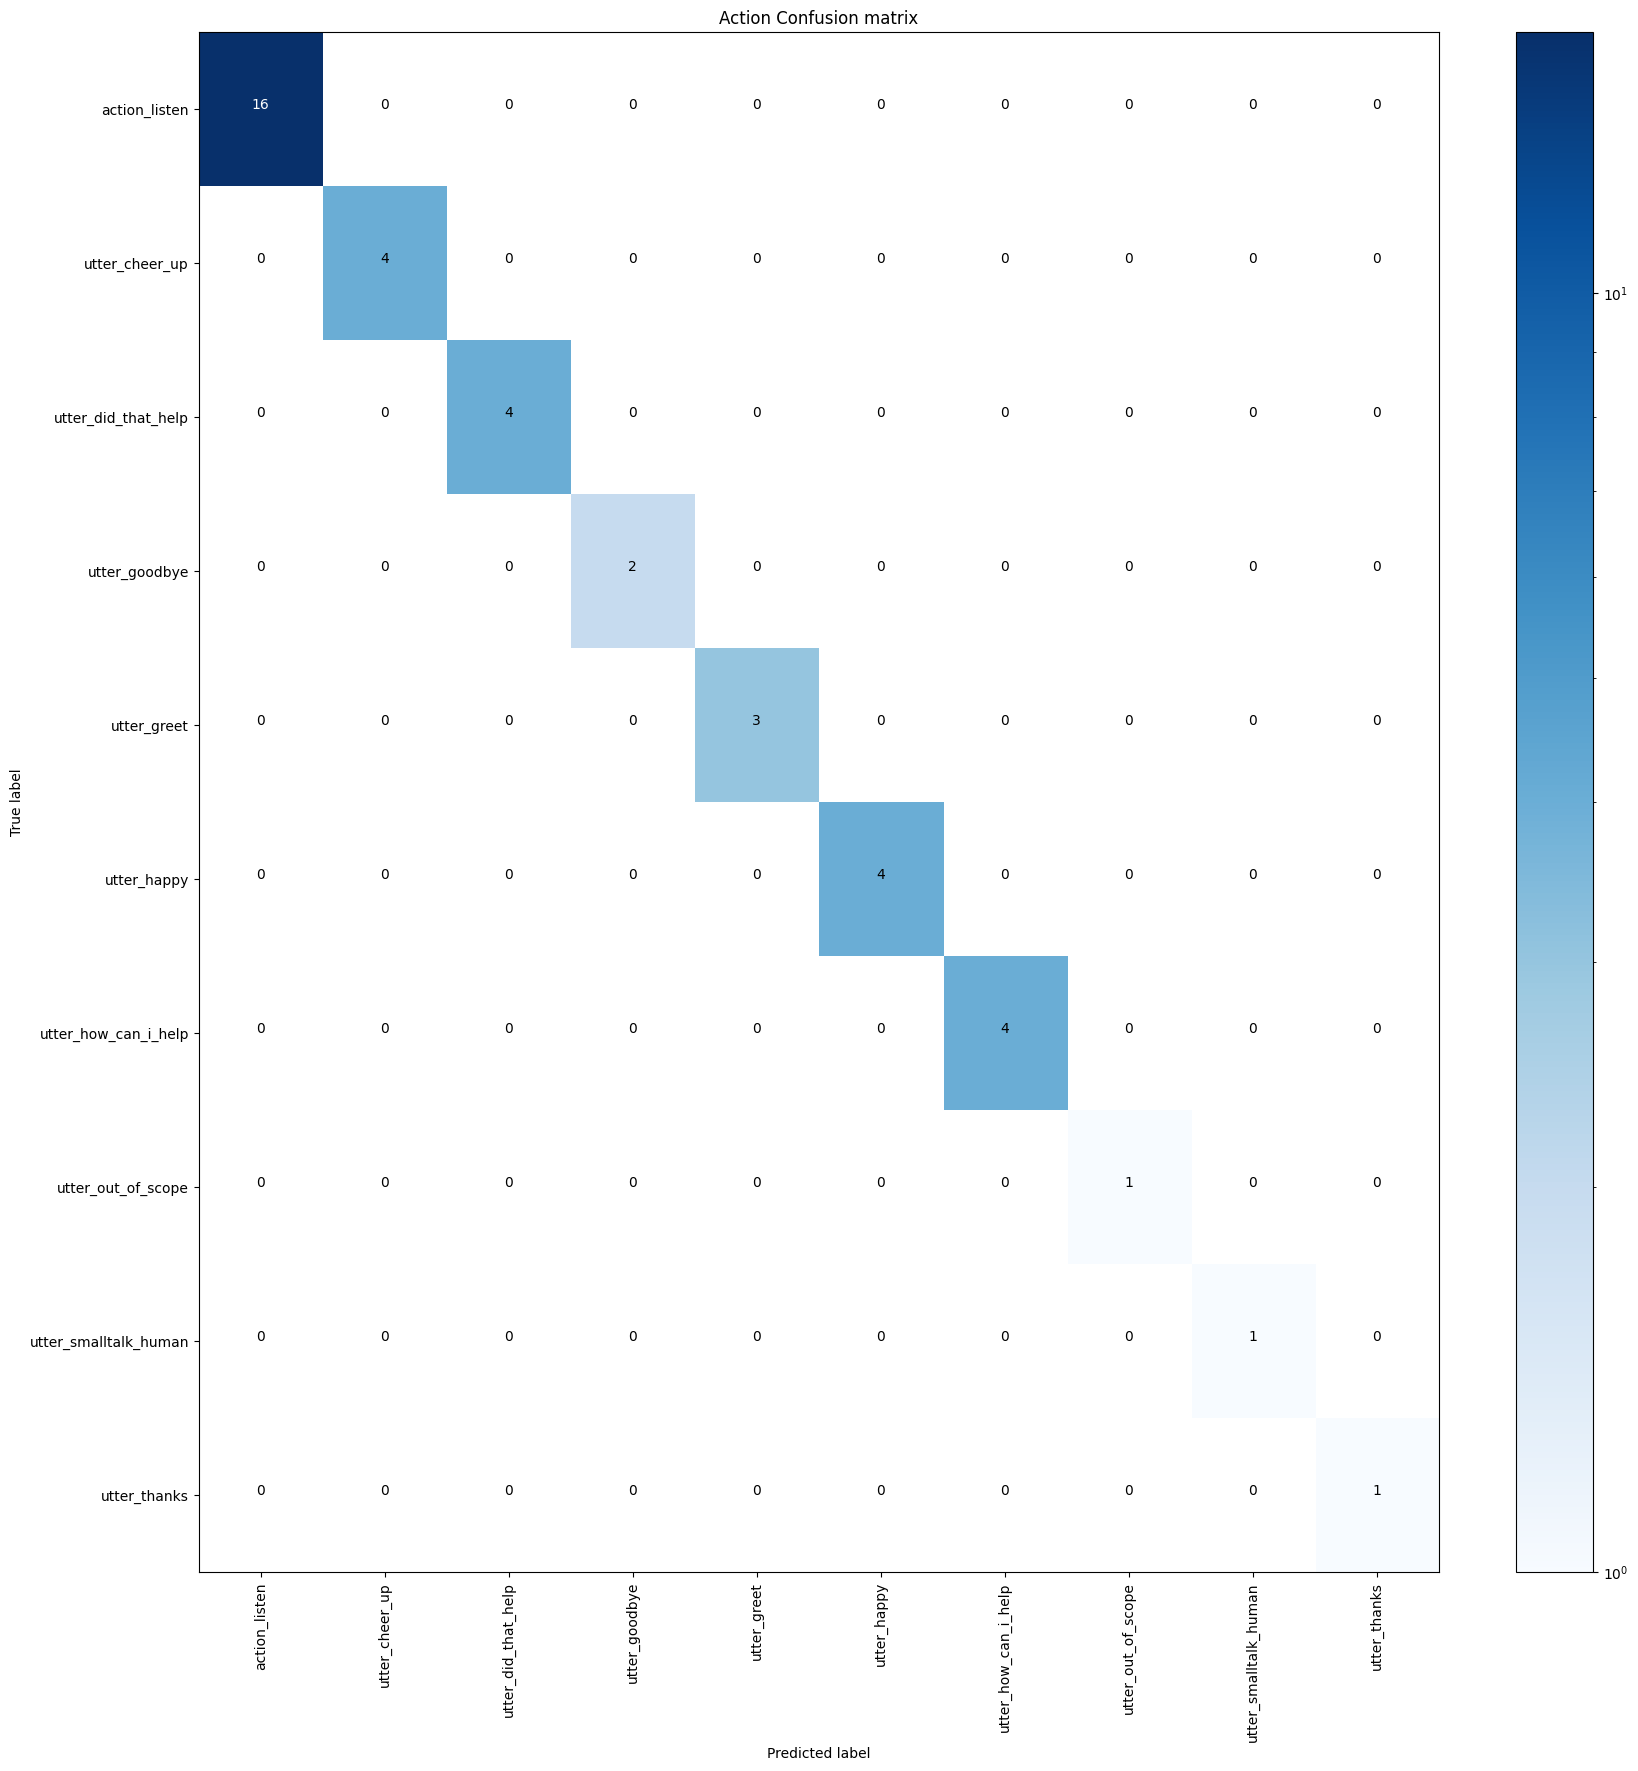 Action Confusion matrix
action_listen 16 0 0 0 0 0 0 0 0 0
utter_cheer_up 0 4 0 0 0 0 0 0 0 0
10^1
utter_did_that_help 0 0 4 0 0 0 0 0 0 0
utter_goodbye 0 0 0 2 0 0 0 0 0 0
utter_greet 0 0 0 0 3 0 0 0 0 0
True label
utter_happy 0 0 0 0 0 4 0 0 0 0
utter_how_can_i_help 0 0 0 0 0 0 4 0 0 0
utter_out_of_scope 0 0 0 0 0 0 0 1 0 0
utter_smalltalk_human 0 0 0 0 0 0 0 0 1 0
utter_thanks 0 0 0 0 0 0 0 0 0 1
10^0
action_listen
utter_cheer_up
utter_did_that_help
utter_goodbye
utter_greet
utter_happy
utter_how_can_i_help
utter_out_of_scope
utter_smalltalk_human
utter_thanks
Predicted label